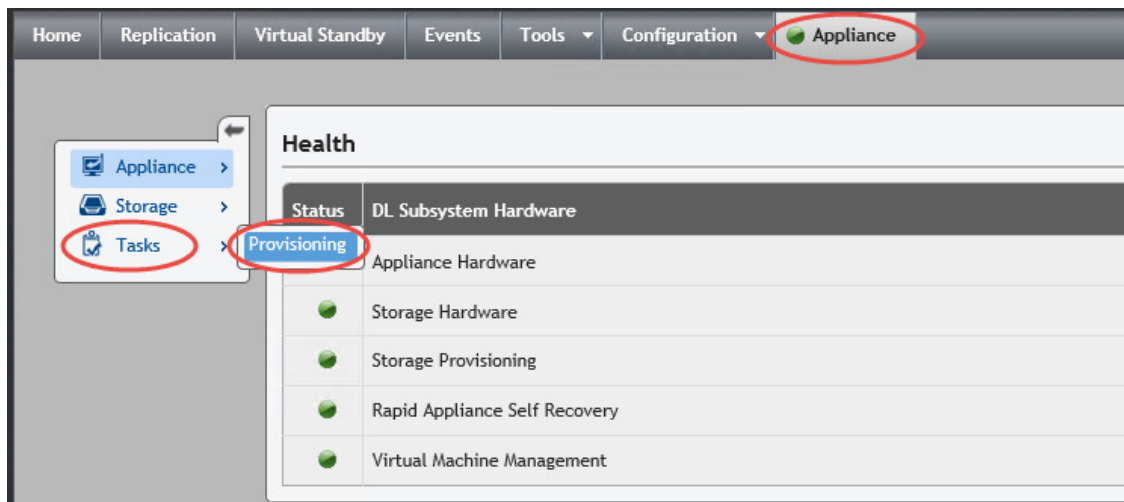 Home Replication Virtual Standby Events Tools Configuration Appliance
Health
Appliance
Storage
Tasks
Provisioning
Status DL Subsystem Hardware
Appliance Hardware
Storage Hardware
Storage Provisioning
Rapid Appliance Self Recovery
Virtual Machine Management